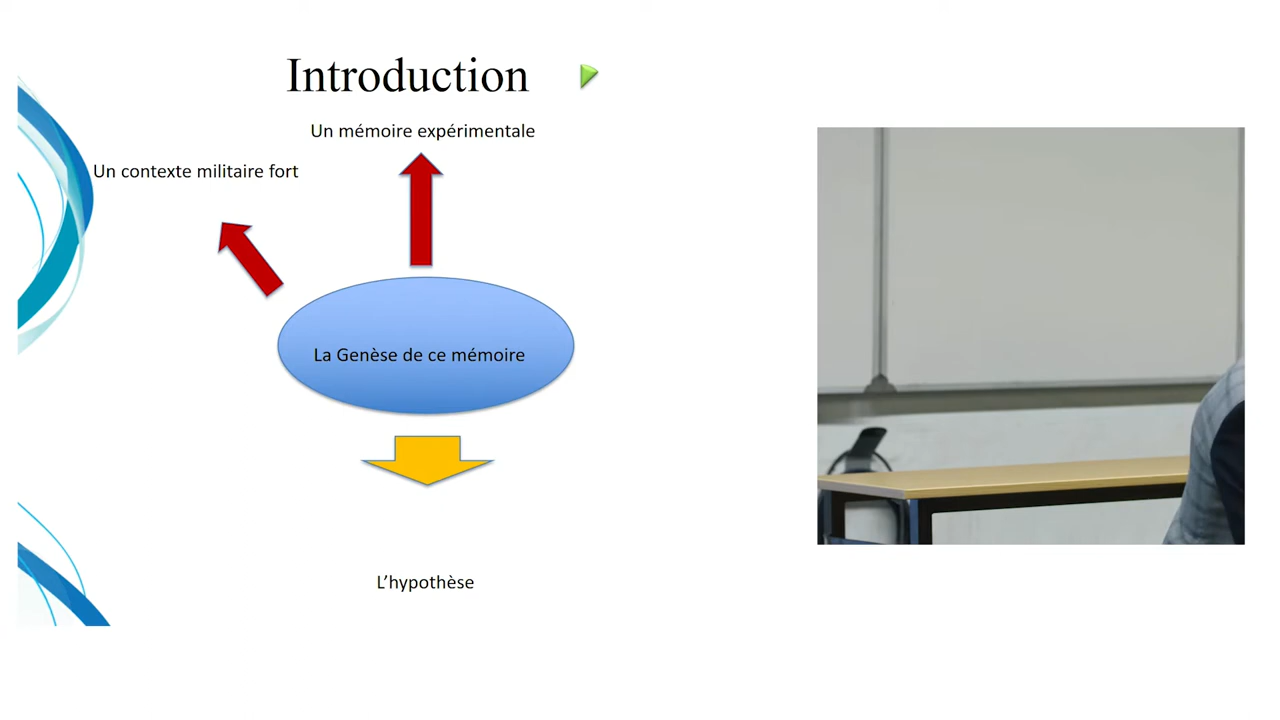 Introduction
Un mémoire expérimentale
Un contexte militaire fort
La Genèse de ce mémoire
L’hypothèse